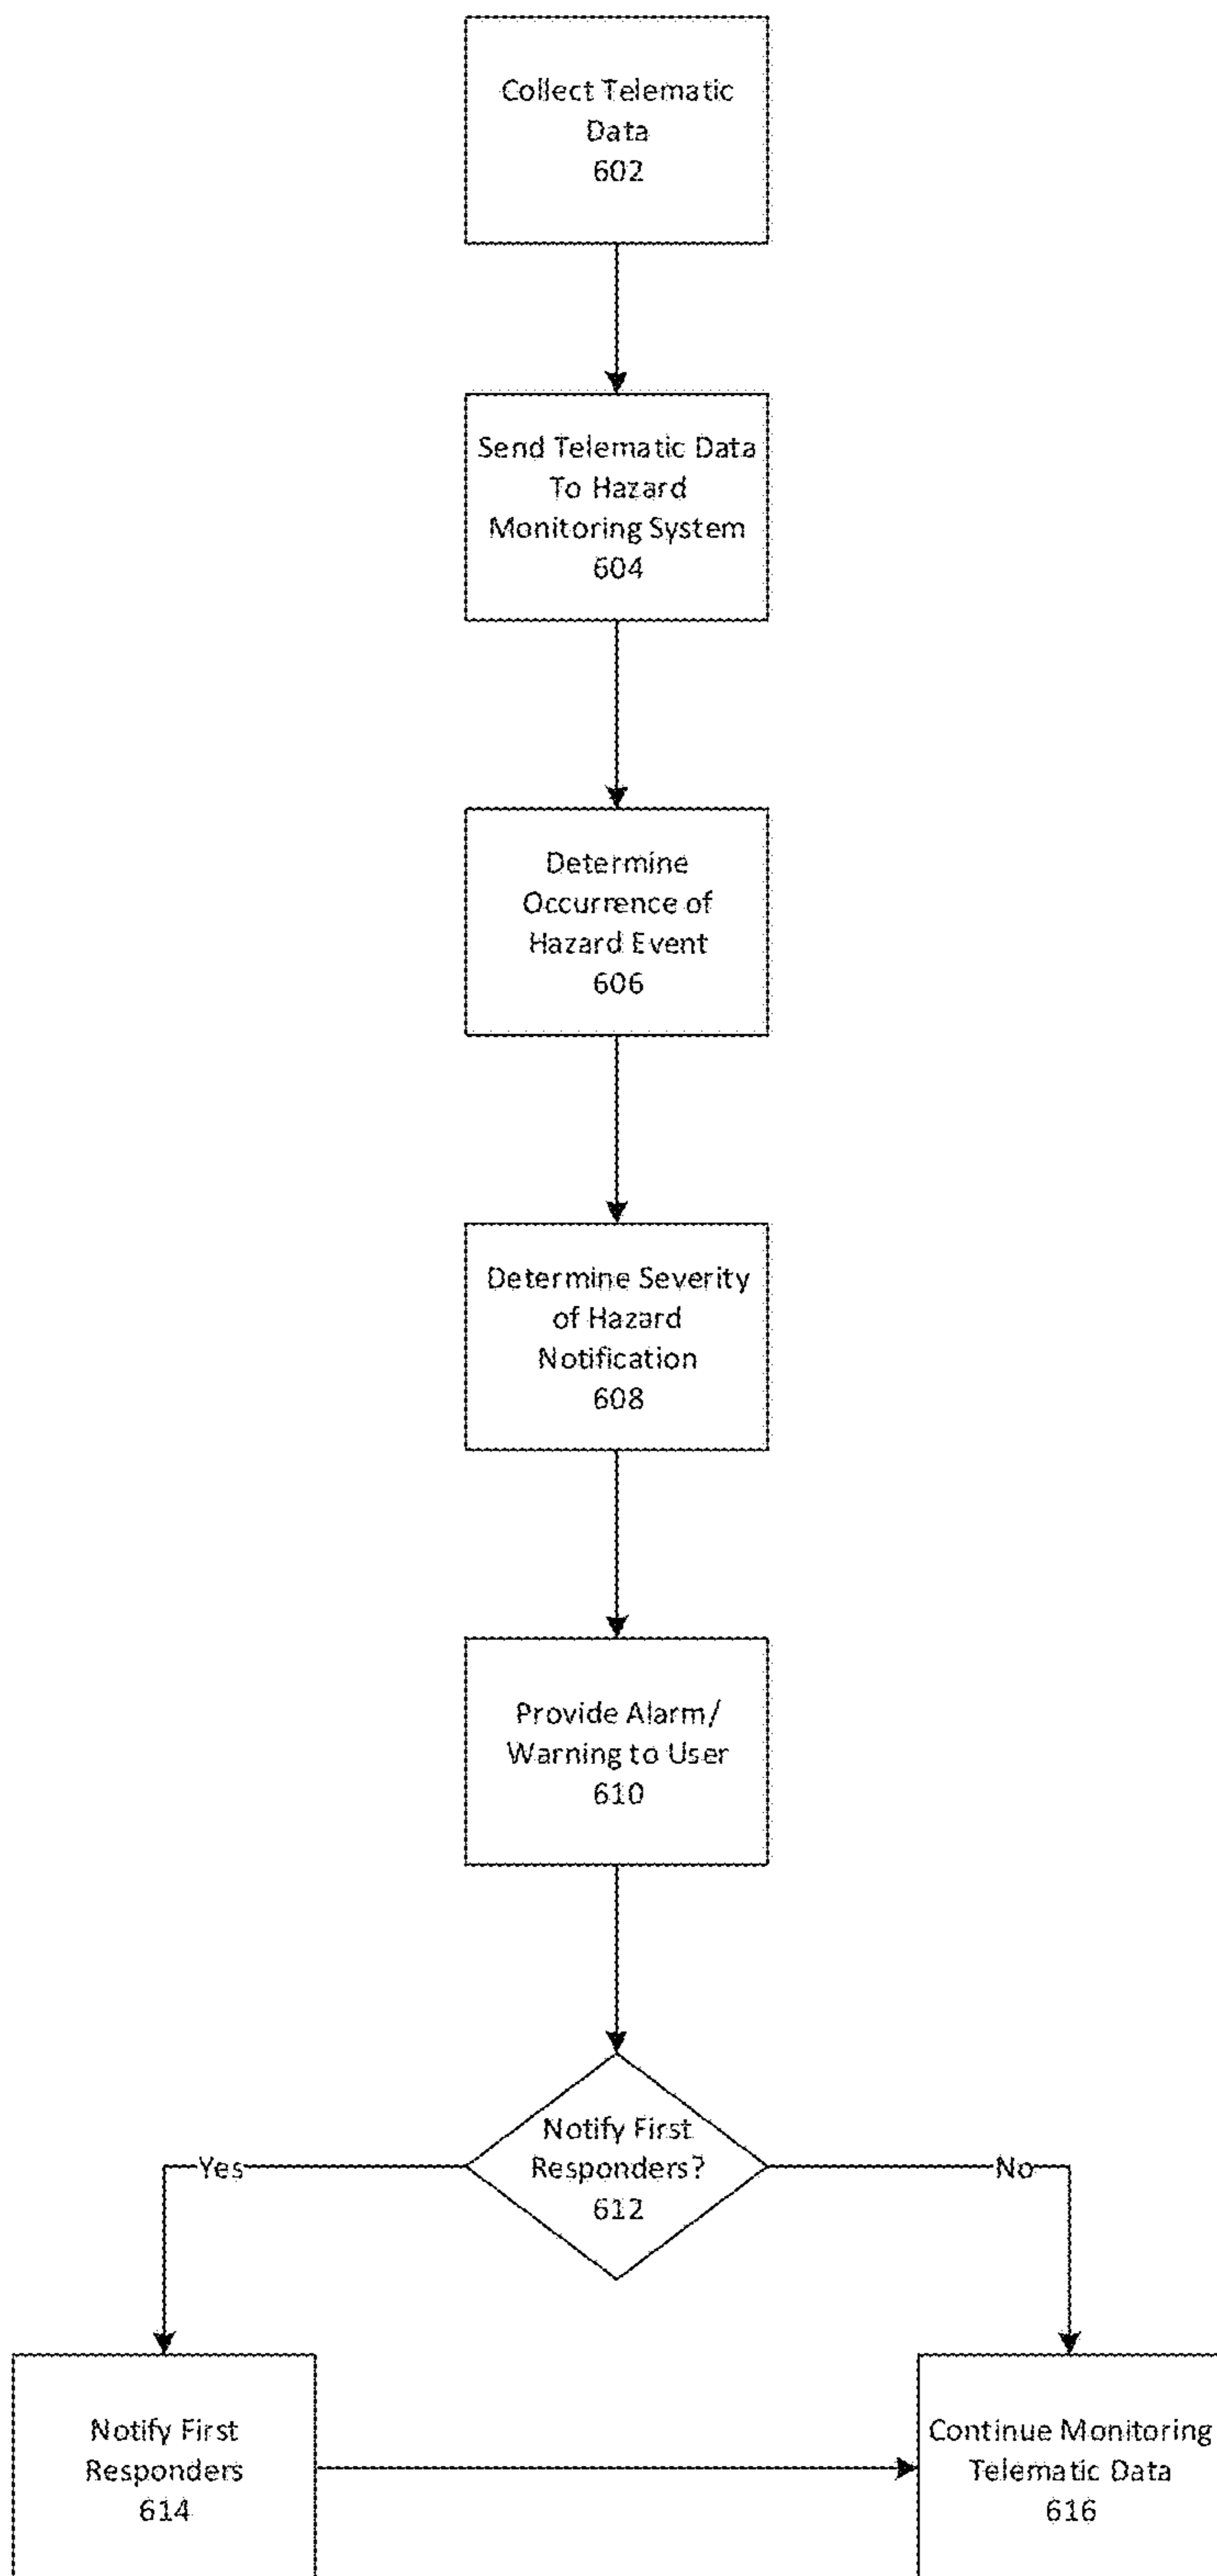 Collect Telematic
Data
602
Send Telematic Data
To Hazard
Monitoring System
604
Determine
Occurrence of
Hazard Event
606
Determine Severity
of Hazard
Notification
608
Provide Alarm/
Warning to User
610
Notify First
Responders?
612
Yes
No
Notify First
Responders
614
Continue Monitoring
Telematic Data
616